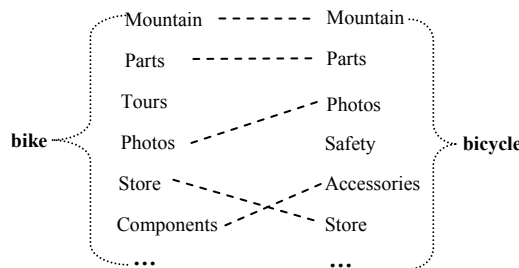 Mountain Mountain
Parts Parts
Tours Photos
bike Photos Safety bicycle
Store Accessories
Components Store
... ...